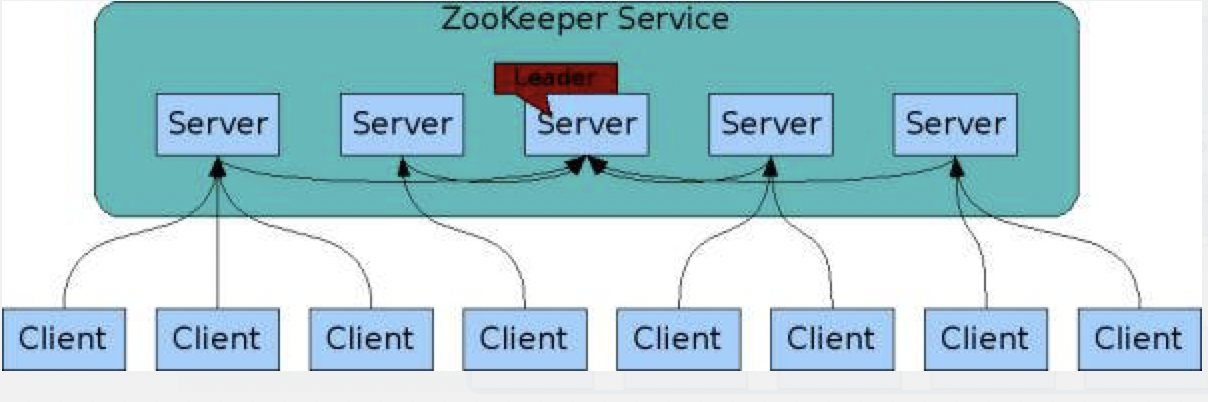 ZooKeeper Service
Leader
Server Server Server Server Server
Client Client Client Client Client Client Client Client